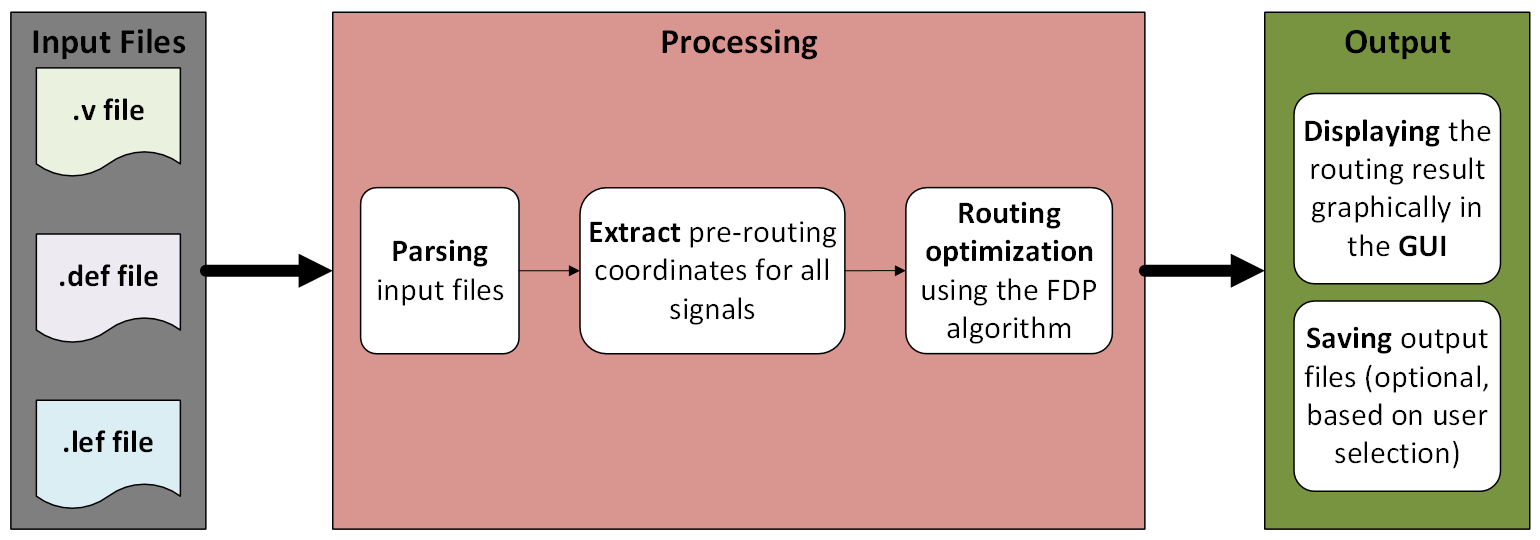 Input Files
.v file
.def file
.lef file
Processing
Parsing
input files
Extract pre-routing
coordinates for all
signals
Routing
optimization
using the FDP
algorithm
Output
Displaying the
routing result
graphically in
the GUI
Saving output
files (optional,
based on user
selection)